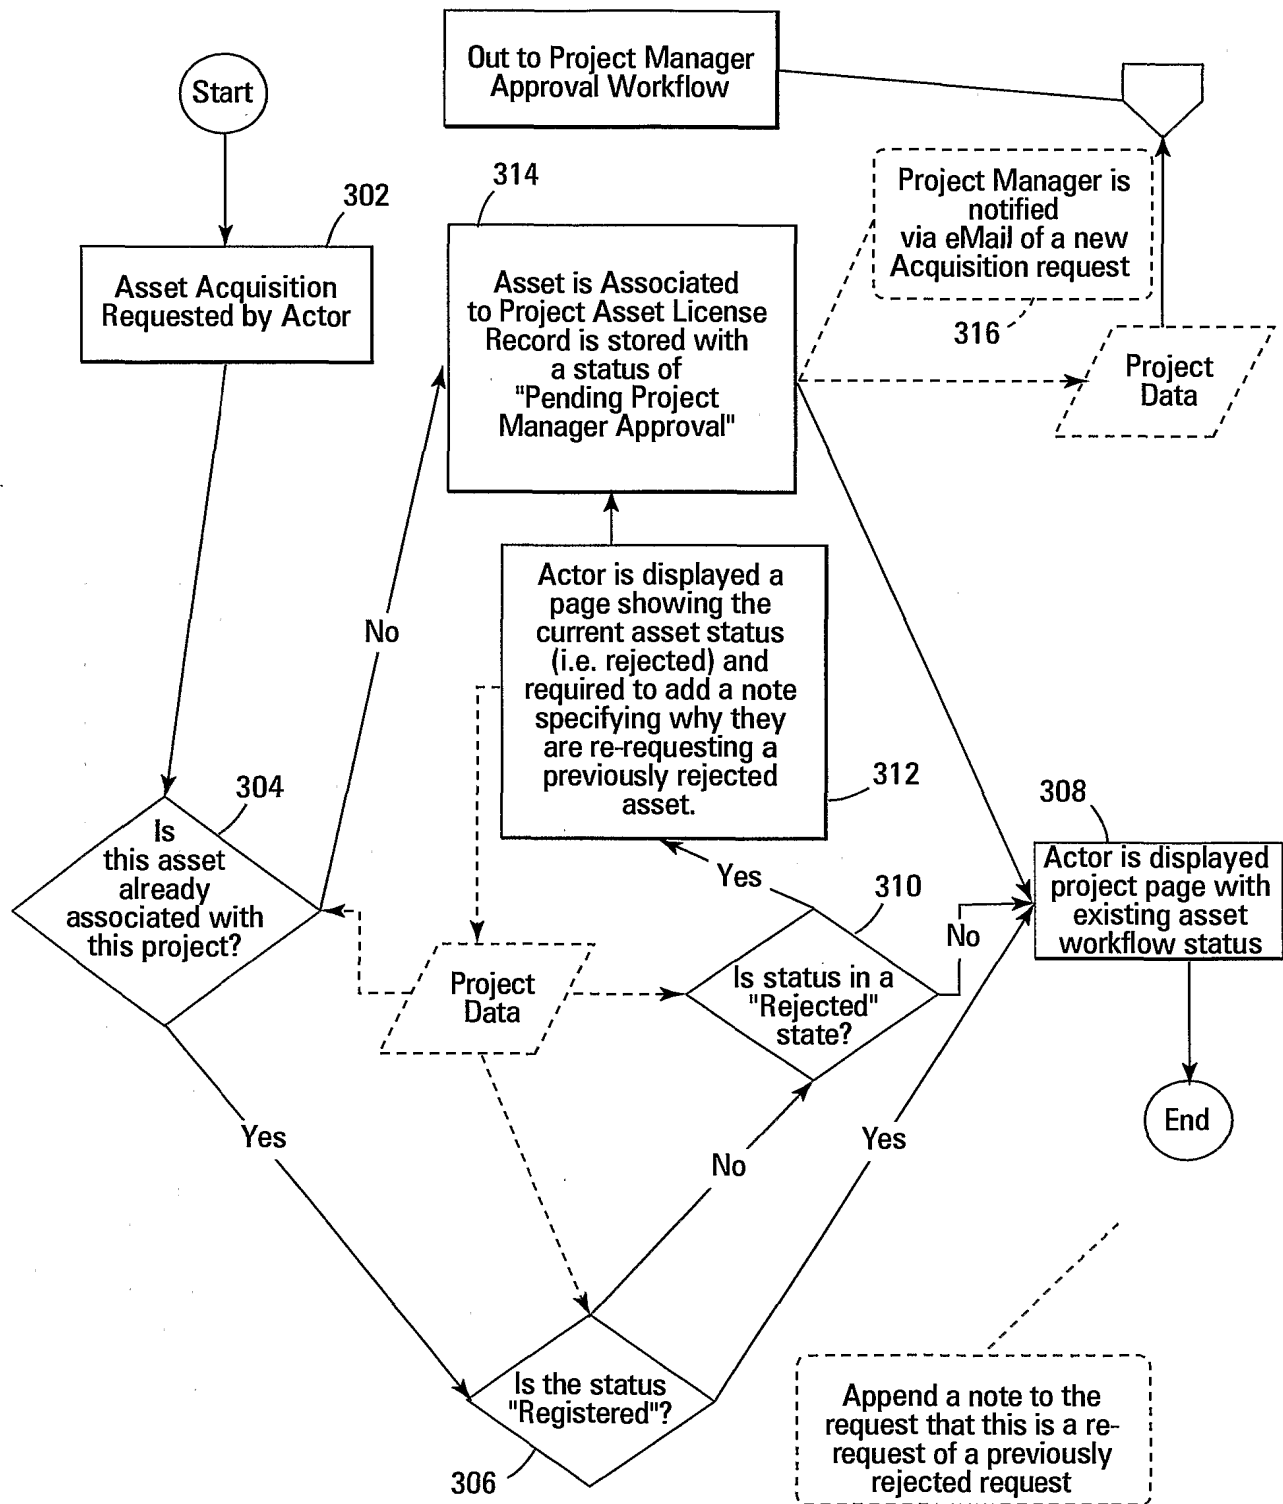 Out to Project Manager
Approval Workflow
Start
314
Project Manager is
notified
via eMail of a new
Acquisition request
302
316
Asset Acquisition
Requested by Actor
Asset is Associated
to Project Asset License
Record is stored with
a status of
"Pending Project
Manager Approval"
Project
Data
No
Actor is displayed a
page showing the
current asset status
(i.e. rejected) and
required to add a note
specifying why they
are re-requesting a
previously rejected
asset.
312
304
308
Is
this asset
already
associated with
this project?
Yes
310
Actor is displayed
project page with
existing asset
workflow status
No
Project
Data
Is status in a
"Rejected"
state?
End
Yes
No
Yes
Is the status
"Registered"?
306
Append a note to the
request that this is a re-
request of a previously
rejected request